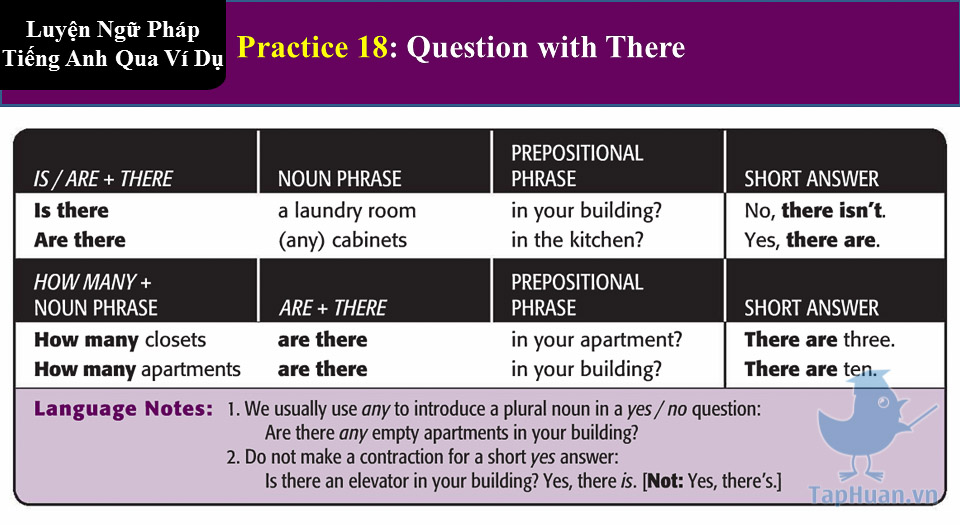 Luyện Ngữ Pháp
Tiếng Anh Qua Ví Dụ
Practice 18: Question with There
IS / ARE + THERE NOUN PHRASE PREPOSITIONAL PHRASE SHORT ANSWER
Is there a laundry room in your building? No, there isn't.
Are there (any) cabinets in the kitchen? Yes, there are.
HOW MANY + NOUN PHRASE ARE + THERE PREPOSITIONAL PHRASE SHORT ANSWER
How many closets are there in your apartment? There are three.
How many apartments are there in your building? There are ten.
Language Notes: 1. We usually use any to introduce a plural noun in a yes / no question:
Are there any empty apartments in your building?
2. Do not make a contraction for a short yes answer:
Is there an elevator in your building? Yes, there is. [Not: Yes, there's.]
TapHuan.vn